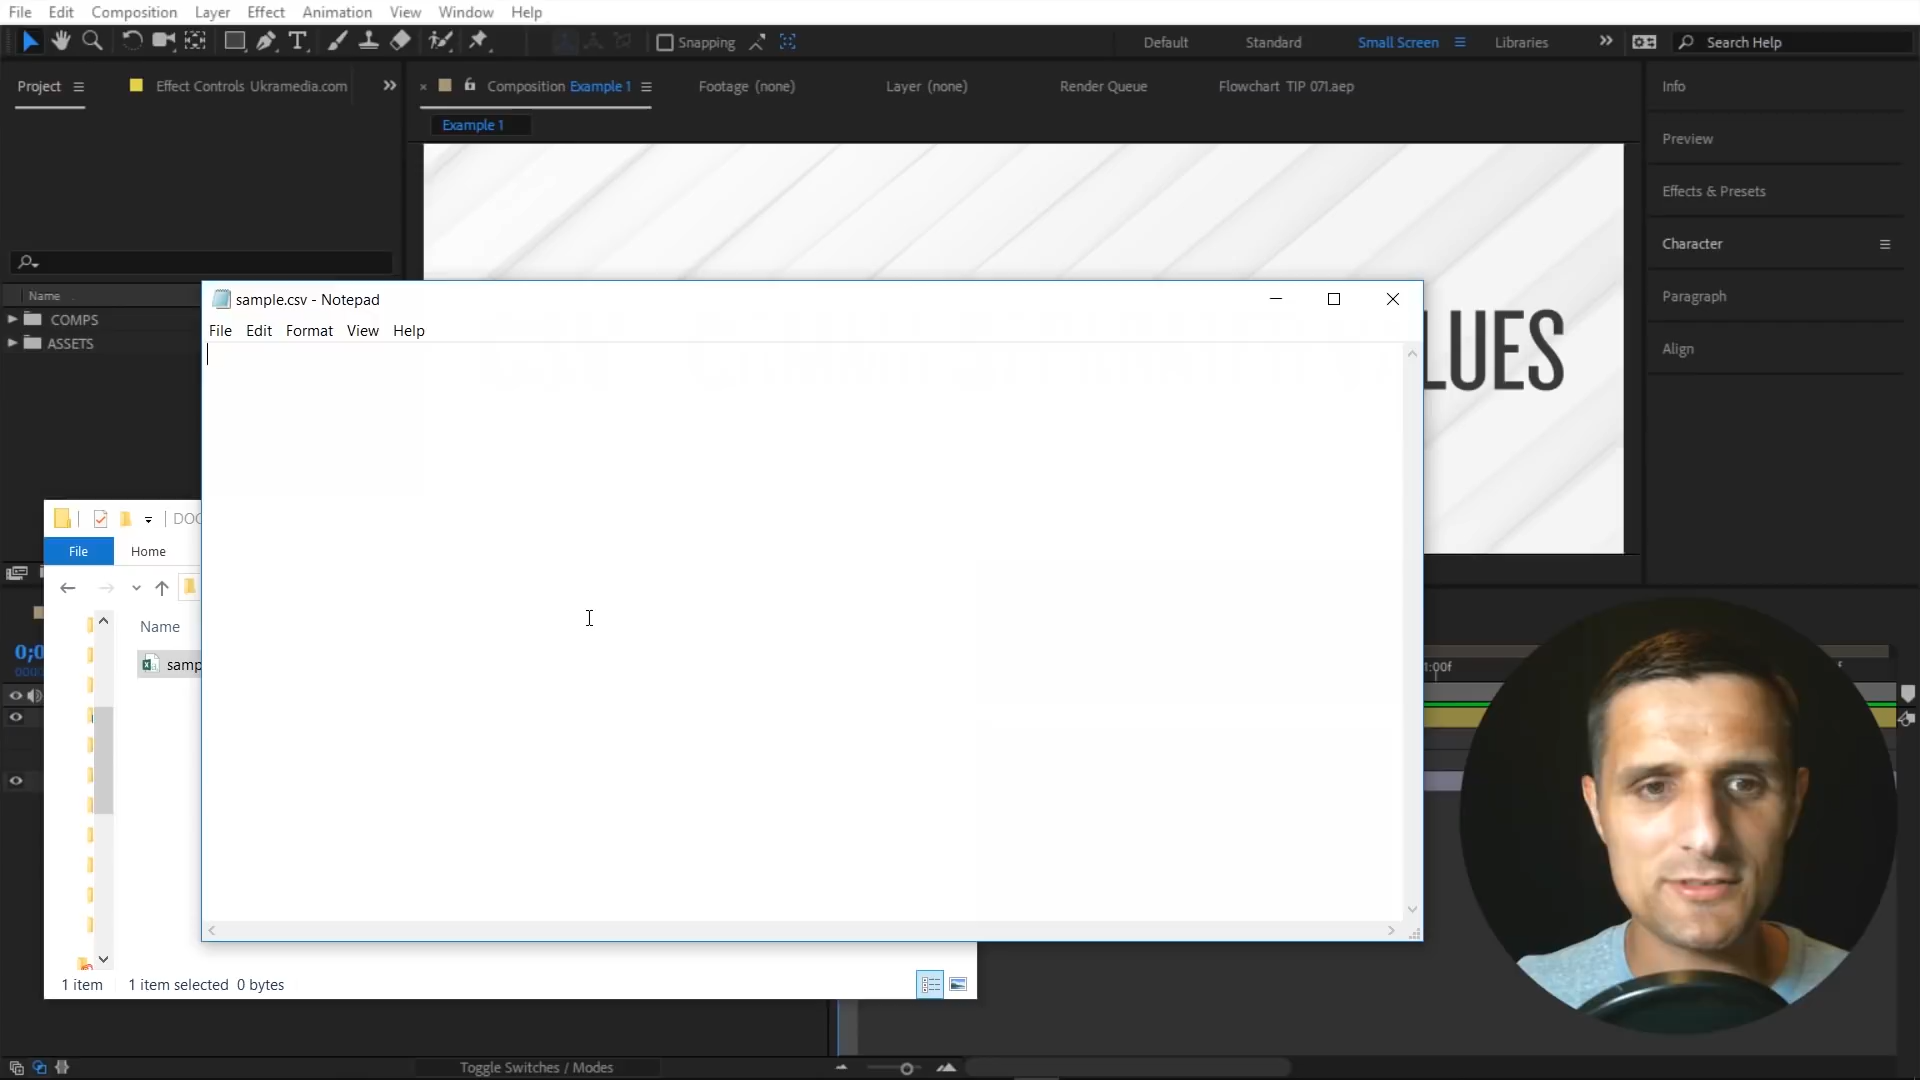 File Edit Composition Layer Effect Animation View Window Help
Snapping Default Standard Small Screen Libraries Search Help
Project Effect Controls Ukramedia.com Composition Example 1 Footage (none) Layer (none) Render Queue Flowchart TIP 071.aep Info
Example 1
Preview
Effects & Presets
Character
Paragraph
Align
Name
COMPS
ASSETS
LUES
sample.csv - Notepad
File Edit Format View Help
File Home
Name
1 item 1 item selected 0 bytes
1:00f
Toggle Switches / Modes